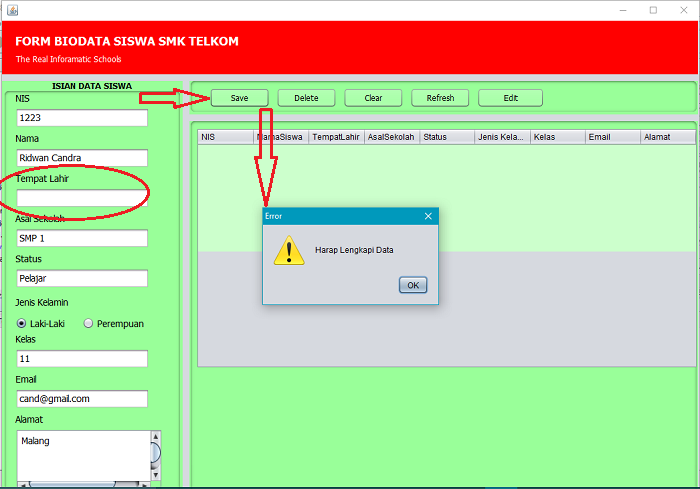 FORM BIODATA SISWA SMK TELKOM
The Real Inforamatic Schools
ISIAN DATA SISWA
NIS
1223
Nama
Ridwan Candra
Tempat Lahir
Asal Sekolah
SMP 1
Status
Pelajar
Jenis Kelamin
Laki-Laki Perempuan
Kelas
11
Email
cand@gmail.com
Alamat
Malang
Save Delete Clear Refresh Edit
NIS NamaSiswa TempatLahir AsalSekolah Status Jenis Kela... Kelas Email Alamat
Error
Harap Lengkapi Data
OK